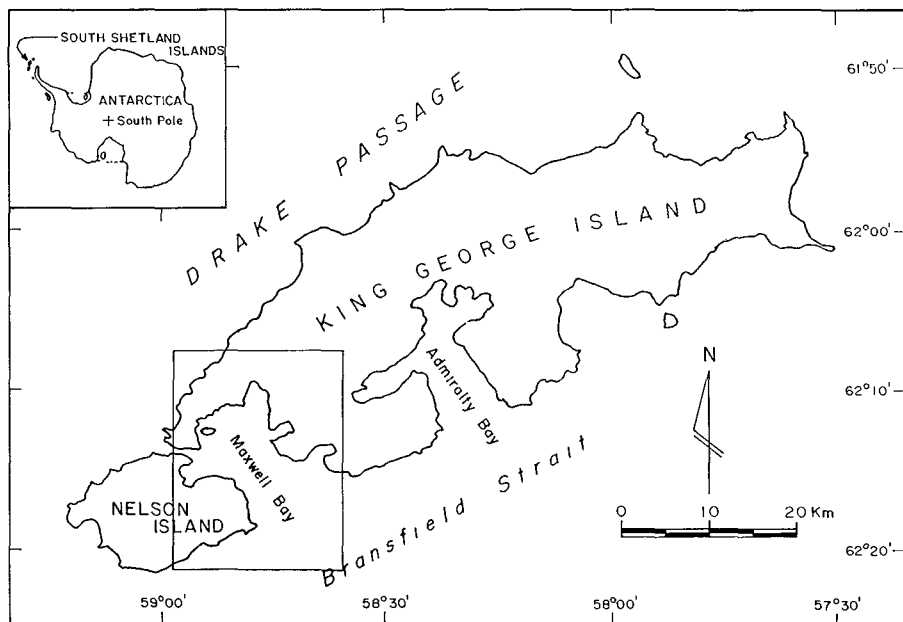 SOUTH SHETLAND
ISLANDS
ANTARCTICA
+ South Pole
DRAKE PASSAGE
KING GEORGE ISLAND
Admiralty Bay
Maxwell Bay
NELSON
ISLAND
Bransfield Strait
N
0 10 20 Km
61°50'
62°00'
62°10'
62°20'
59°00' 58°30' 58°00' 57°30'